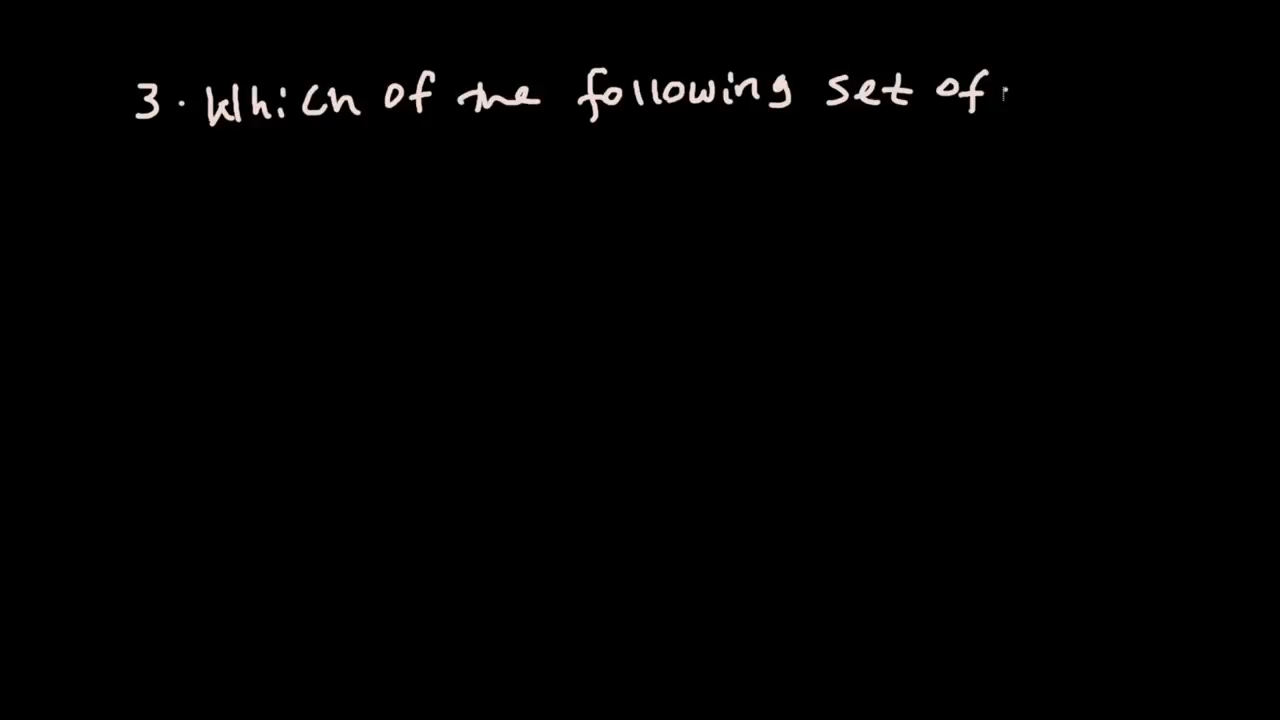 3. Which of the following set of